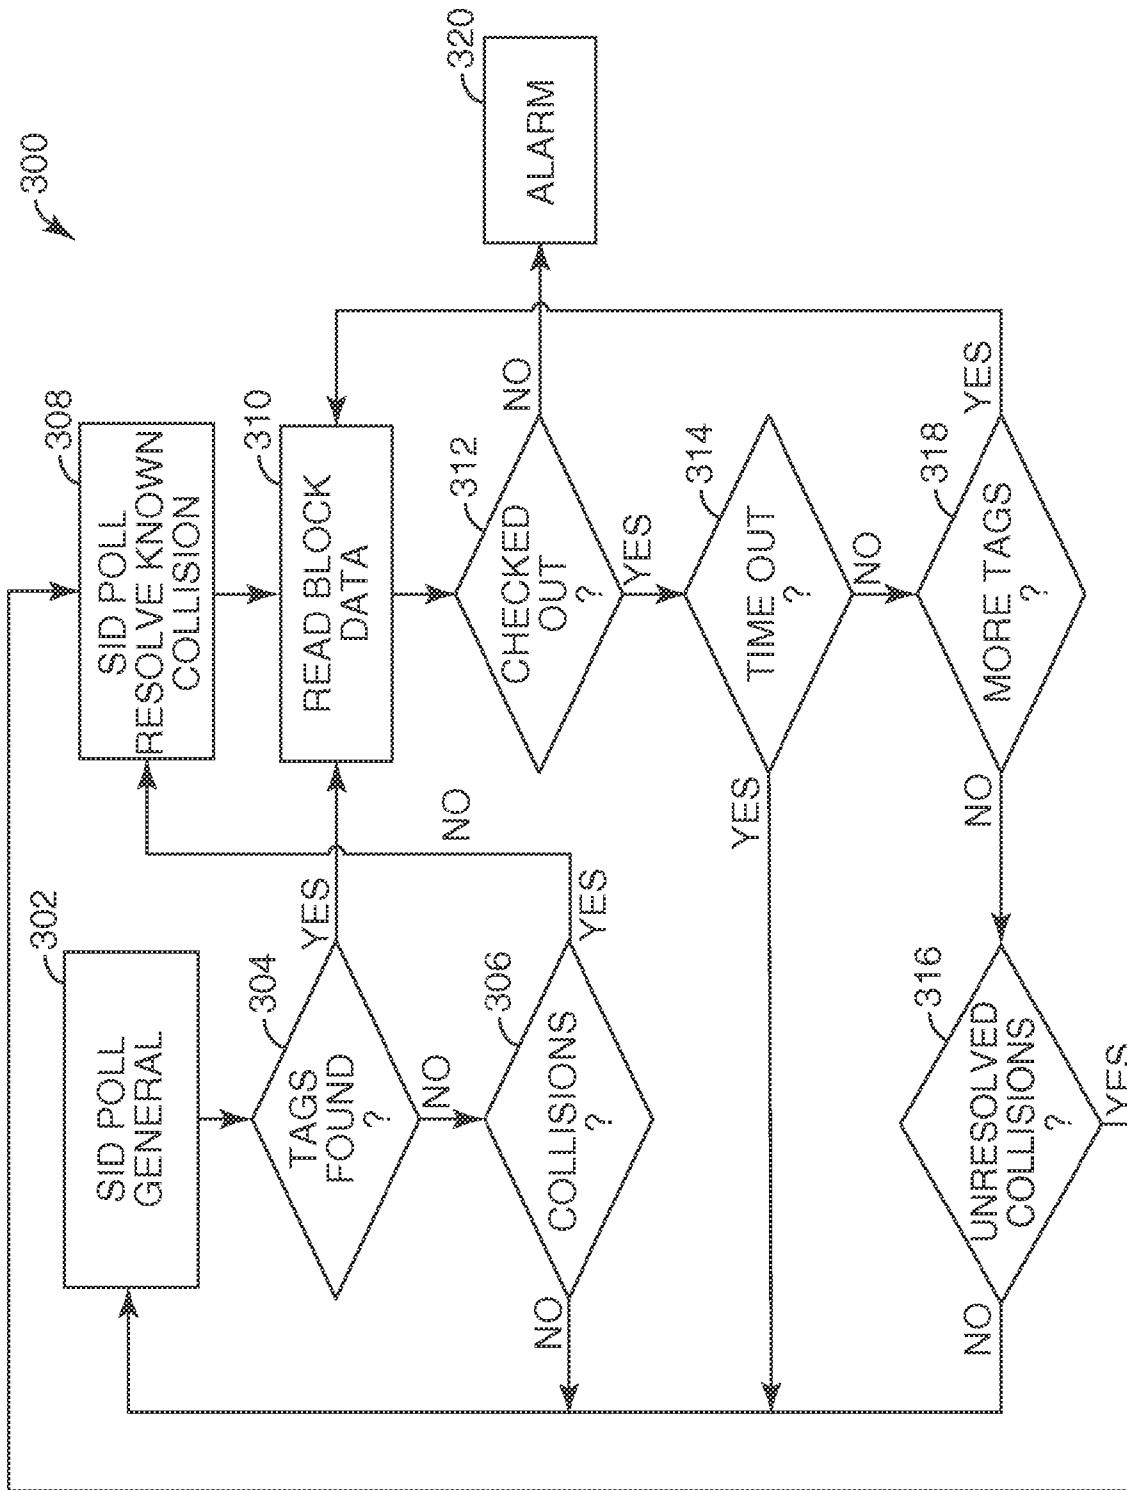 300
302
SID POLL
GENERAL
304
TAGS
FOUND
?
YES
NO
306
COLLISIONS
?
YES
NO
NO
308
SID POLL
RESOLVE KNOWN
COLLISION
310
READ BLOCK
DATA
312
CHECKED
OUT
?
NO
YES
320
ALARM
314
TIME OUT
?
YES
NO
318
MORE TAGS
?
YES
NO
316
UNRESOLVED
COLLISIONS
?
NO
YES